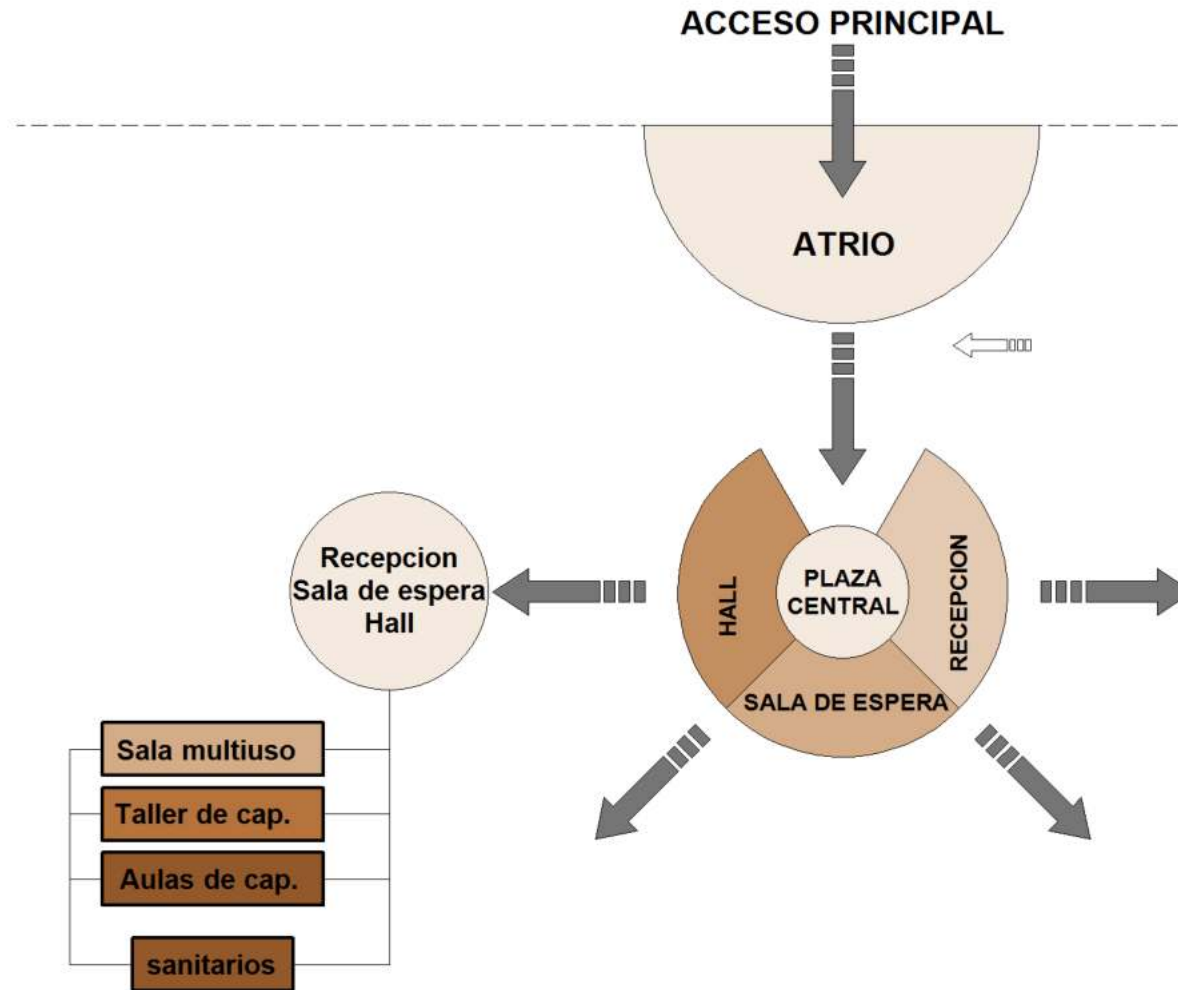 ACCESO PRINCIPAL
ATRIO
Recepcion
Sala de espera
Hall
HALL
PLAZA
CENTRAL
RECEPCION
SALA DE ESPERA
Sala multiuso
Taller de cap.
Aulas de cap.
sanitarios